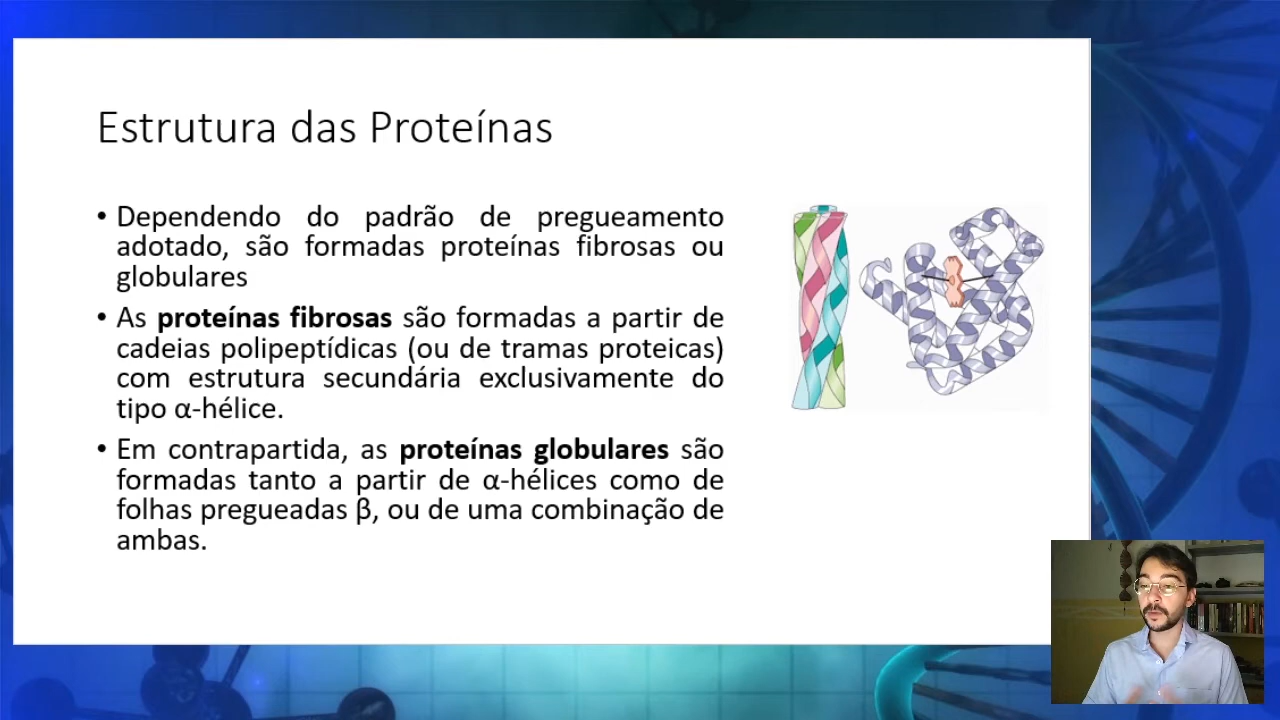 Estrutura das Proteínas
• Dependendo do padrão de pregueamento
adotado, são formadas proteínas fibrosas ou
globulares
• As proteínas fibrosas são formadas a partir de
cadeias polipeptídicas (ou de tramas proteicas)
com estrutura secundária exclusivamente do
tipo α-hélice.
• Em contrapartida, as proteínas globulares são
formadas tanto a partir de α-hélices como de
folhas pregueadas β, ou de uma combinação de
ambas.